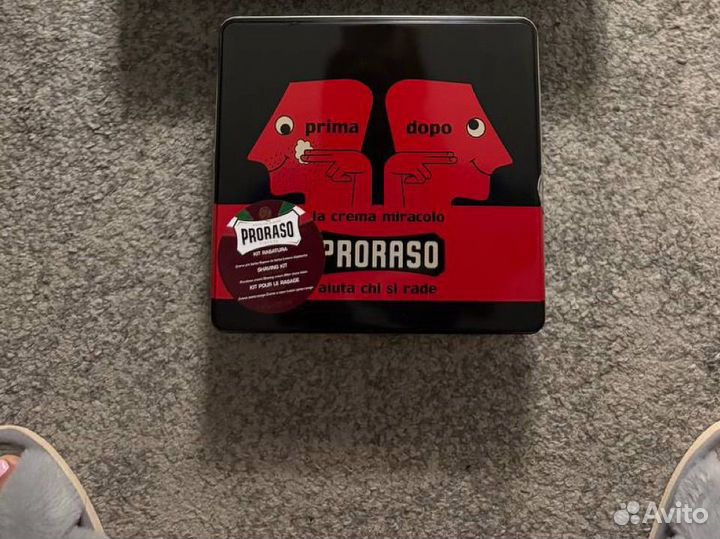 prima dopo
la crema miracolo
PRORASO
aiuta chi si rade
PRORASO
KIT RASATURA
SHAVING KIT
KIT POUR LE RASAGE
Avito